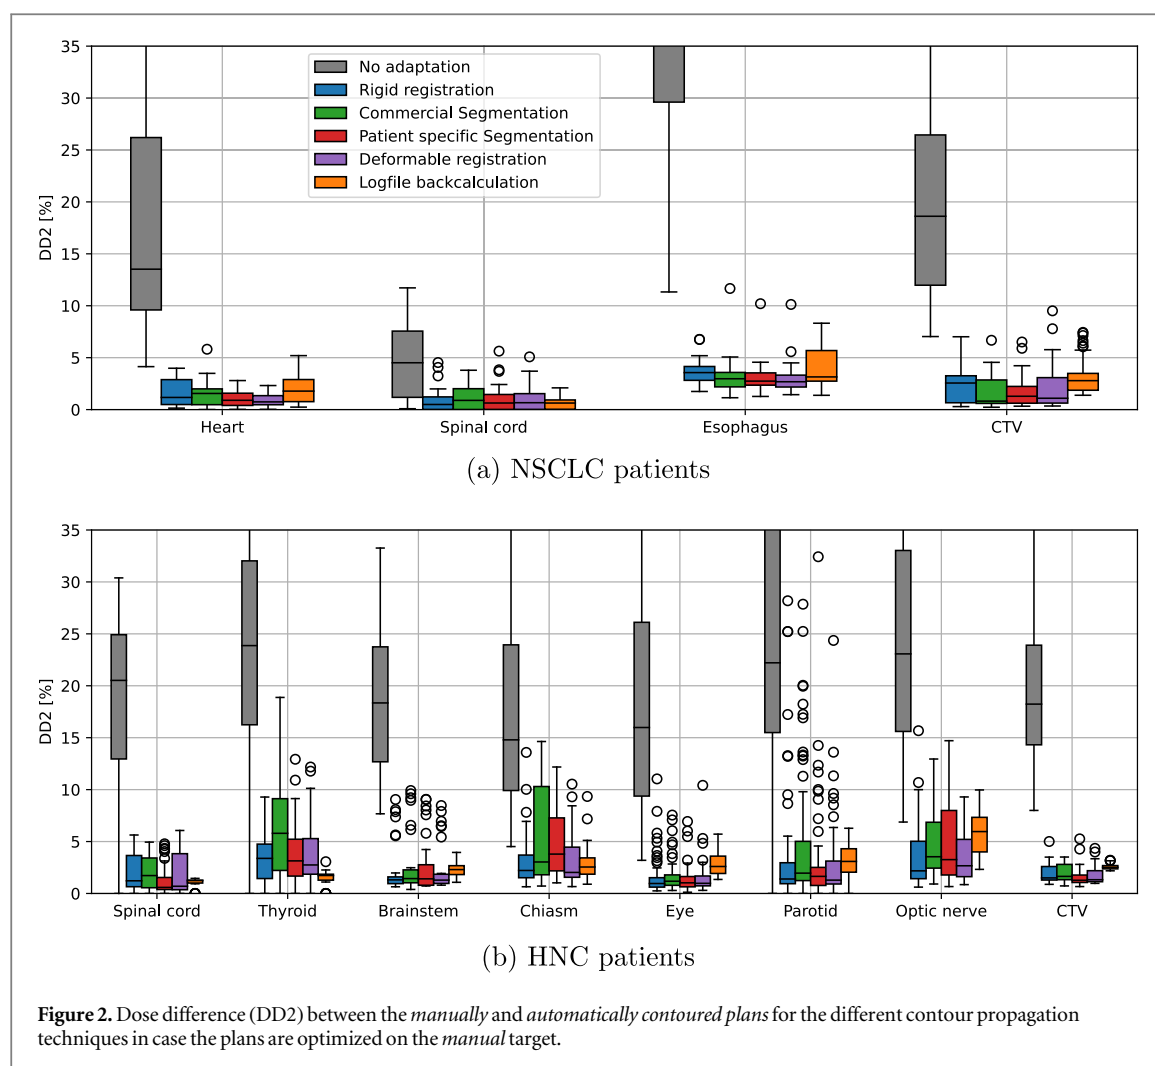 35
30
25
20
15
10
5
0
DD2 [%]
No adaptation
Rigid registration
Commercial Segmentation
Patient specific Segmentation
Deformable registration
Logfile backcalculation
Heart Spinal cord Esophagus CTV
(a) NSCLC patients
35
30
25
20
15
10
5
0
DD2 [%]
Spinal cord Thyroid Brainstem Chiasm Eye Parotid Optic nerve CTV
(b) HNC patients
Figure 2. Dose difference (DD2) between the manually and automatically contoured plans for the different contour propagation
techniques in case the plans are optimized on the manual target.